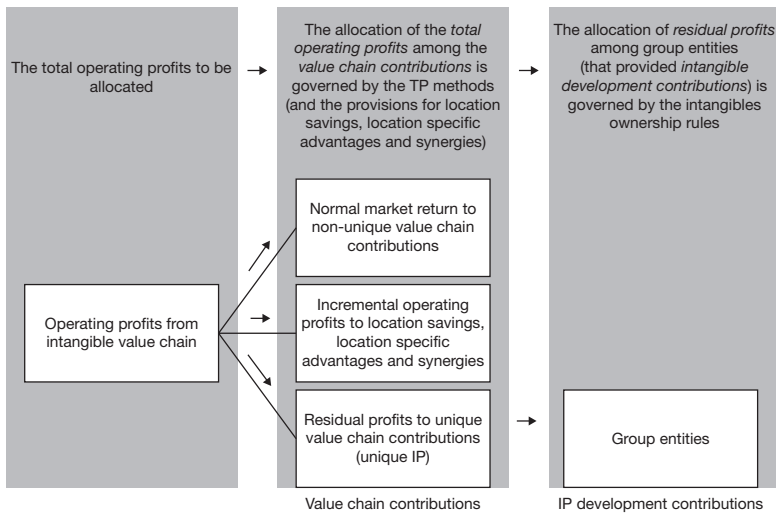 The total operating profits to be
allocated
The allocation of the total
operating profits among the
value chain contributions is
governed by the TP methods
(and the provisions for location
savings, location specific
advantages and synergies)
The allocation of residual profits
among group entities
(that provided intangible
development contributions) is
governed by the intangibles
ownership rules
Operating profits from
intangible value chain
Normal market return to
non-unique value chain
contributions
Incremental operating
profits to location savings,
location specific
advantages and synergies
Residual profits to unique
value chain contributions
(unique IP)
Group entities
Value chain contributions
IP development contributions